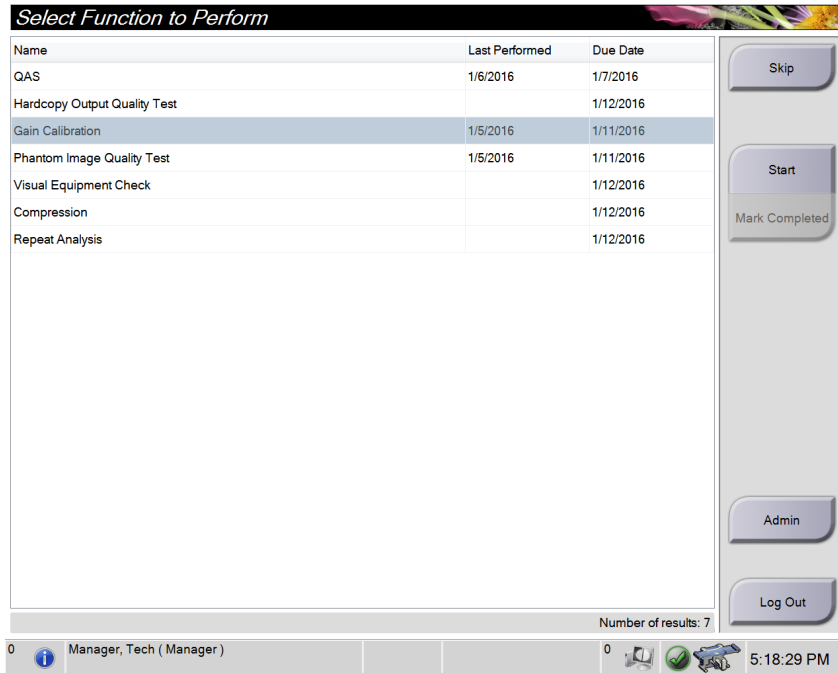 Select Function to Perform
Name Last Performed Due Date
QAS 1/6/2016 1/7/2016
Hardcopy Output Quality Test 1/12/2016
Gain Calibration 1/5/2016 1/11/2016
Phantom Image Quality Test 1/5/2016 1/11/2016
Visual Equipment Check 1/12/2016
Compression 1/12/2016
Repeat Analysis 1/12/2016
Skip
Start
Mark Completed
Admin
Log Out
Number of results: 7
0 Manager, Tech ( Manager ) 0 5:18:29 PM